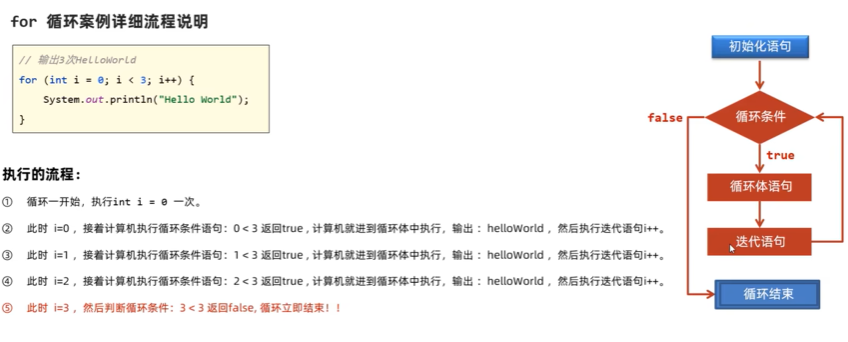 for 循环案例详细流程说明
// 输出3次HelloWorld
for (int i = 0; i < 3; i++) {
    System.out.println("Hello World");
}
执行的流程：
① 循环一开始，执行int i = 0 一次。
② 此时 i=0 ，接着计算机执行循环条件语句：0 < 3 返回true , 计算机就进到循环体中执行，输出 ：helloWorld ，然后执行迭代语句i++。
③ 此时 i=1 ，接着计算机执行循环条件语句：1 < 3 返回true , 计算机就进到循环体中执行，输出 ：helloWorld ，然后执行迭代语句i++。
④ 此时 i=2 ，接着计算机执行循环条件语句：2 < 3 返回true , 计算机就进到循环体中执行，输出 ：helloWorld ，然后执行迭代语句i++。
⑤ 此时 i=3 ，然后判断循环条件：3 < 3 返回false, 循环立即结束！！
初始化语句
循环条件
false
true
循环体语句
迭代语句
循环结束